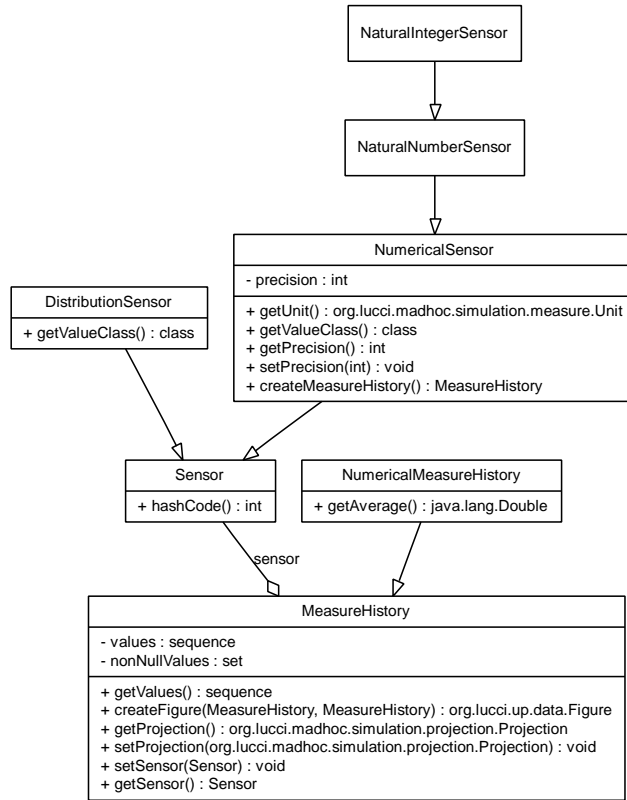 NaturalIntegerSensor
NaturalNumberSensor
NumericalSensor
- precision : int
+ getUnit() : org.lucci.madhoc.simulation.measure.Unit
+ getValueClass() : class
+ getPrecision() : int
+ setPrecision(int) : void
+ createMeasureHistory() : MeasureHistory
DistributionSensor
+ getValueClass() : class
Sensor
+ hashCode() : int
NumericalMeasureHistory
+ getAverage() : java.lang.Double
sensor
MeasureHistory
- values : sequence
- nonNullValues : set
+ getValues() : sequence
+ createFigure(MeasureHistory, MeasureHistory) : org.lucci.up.data.Figure
+ getProjection() : org.lucci.madhoc.simulation.projection.Projection
+ setProjection(org.lucci.madhoc.simulation.projection.Projection) : void
+ setSensor(Sensor) : void
+ getSensor() : Sensor